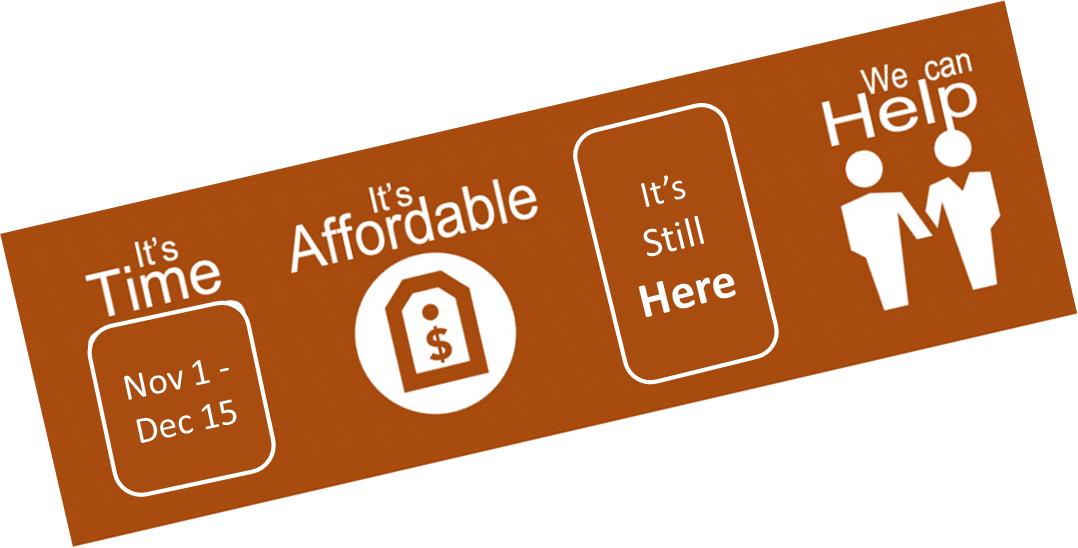 It's
Time
Nov 1 -
Dec 15
It's
Affordable
$
It's
Still
Here
We can
Help